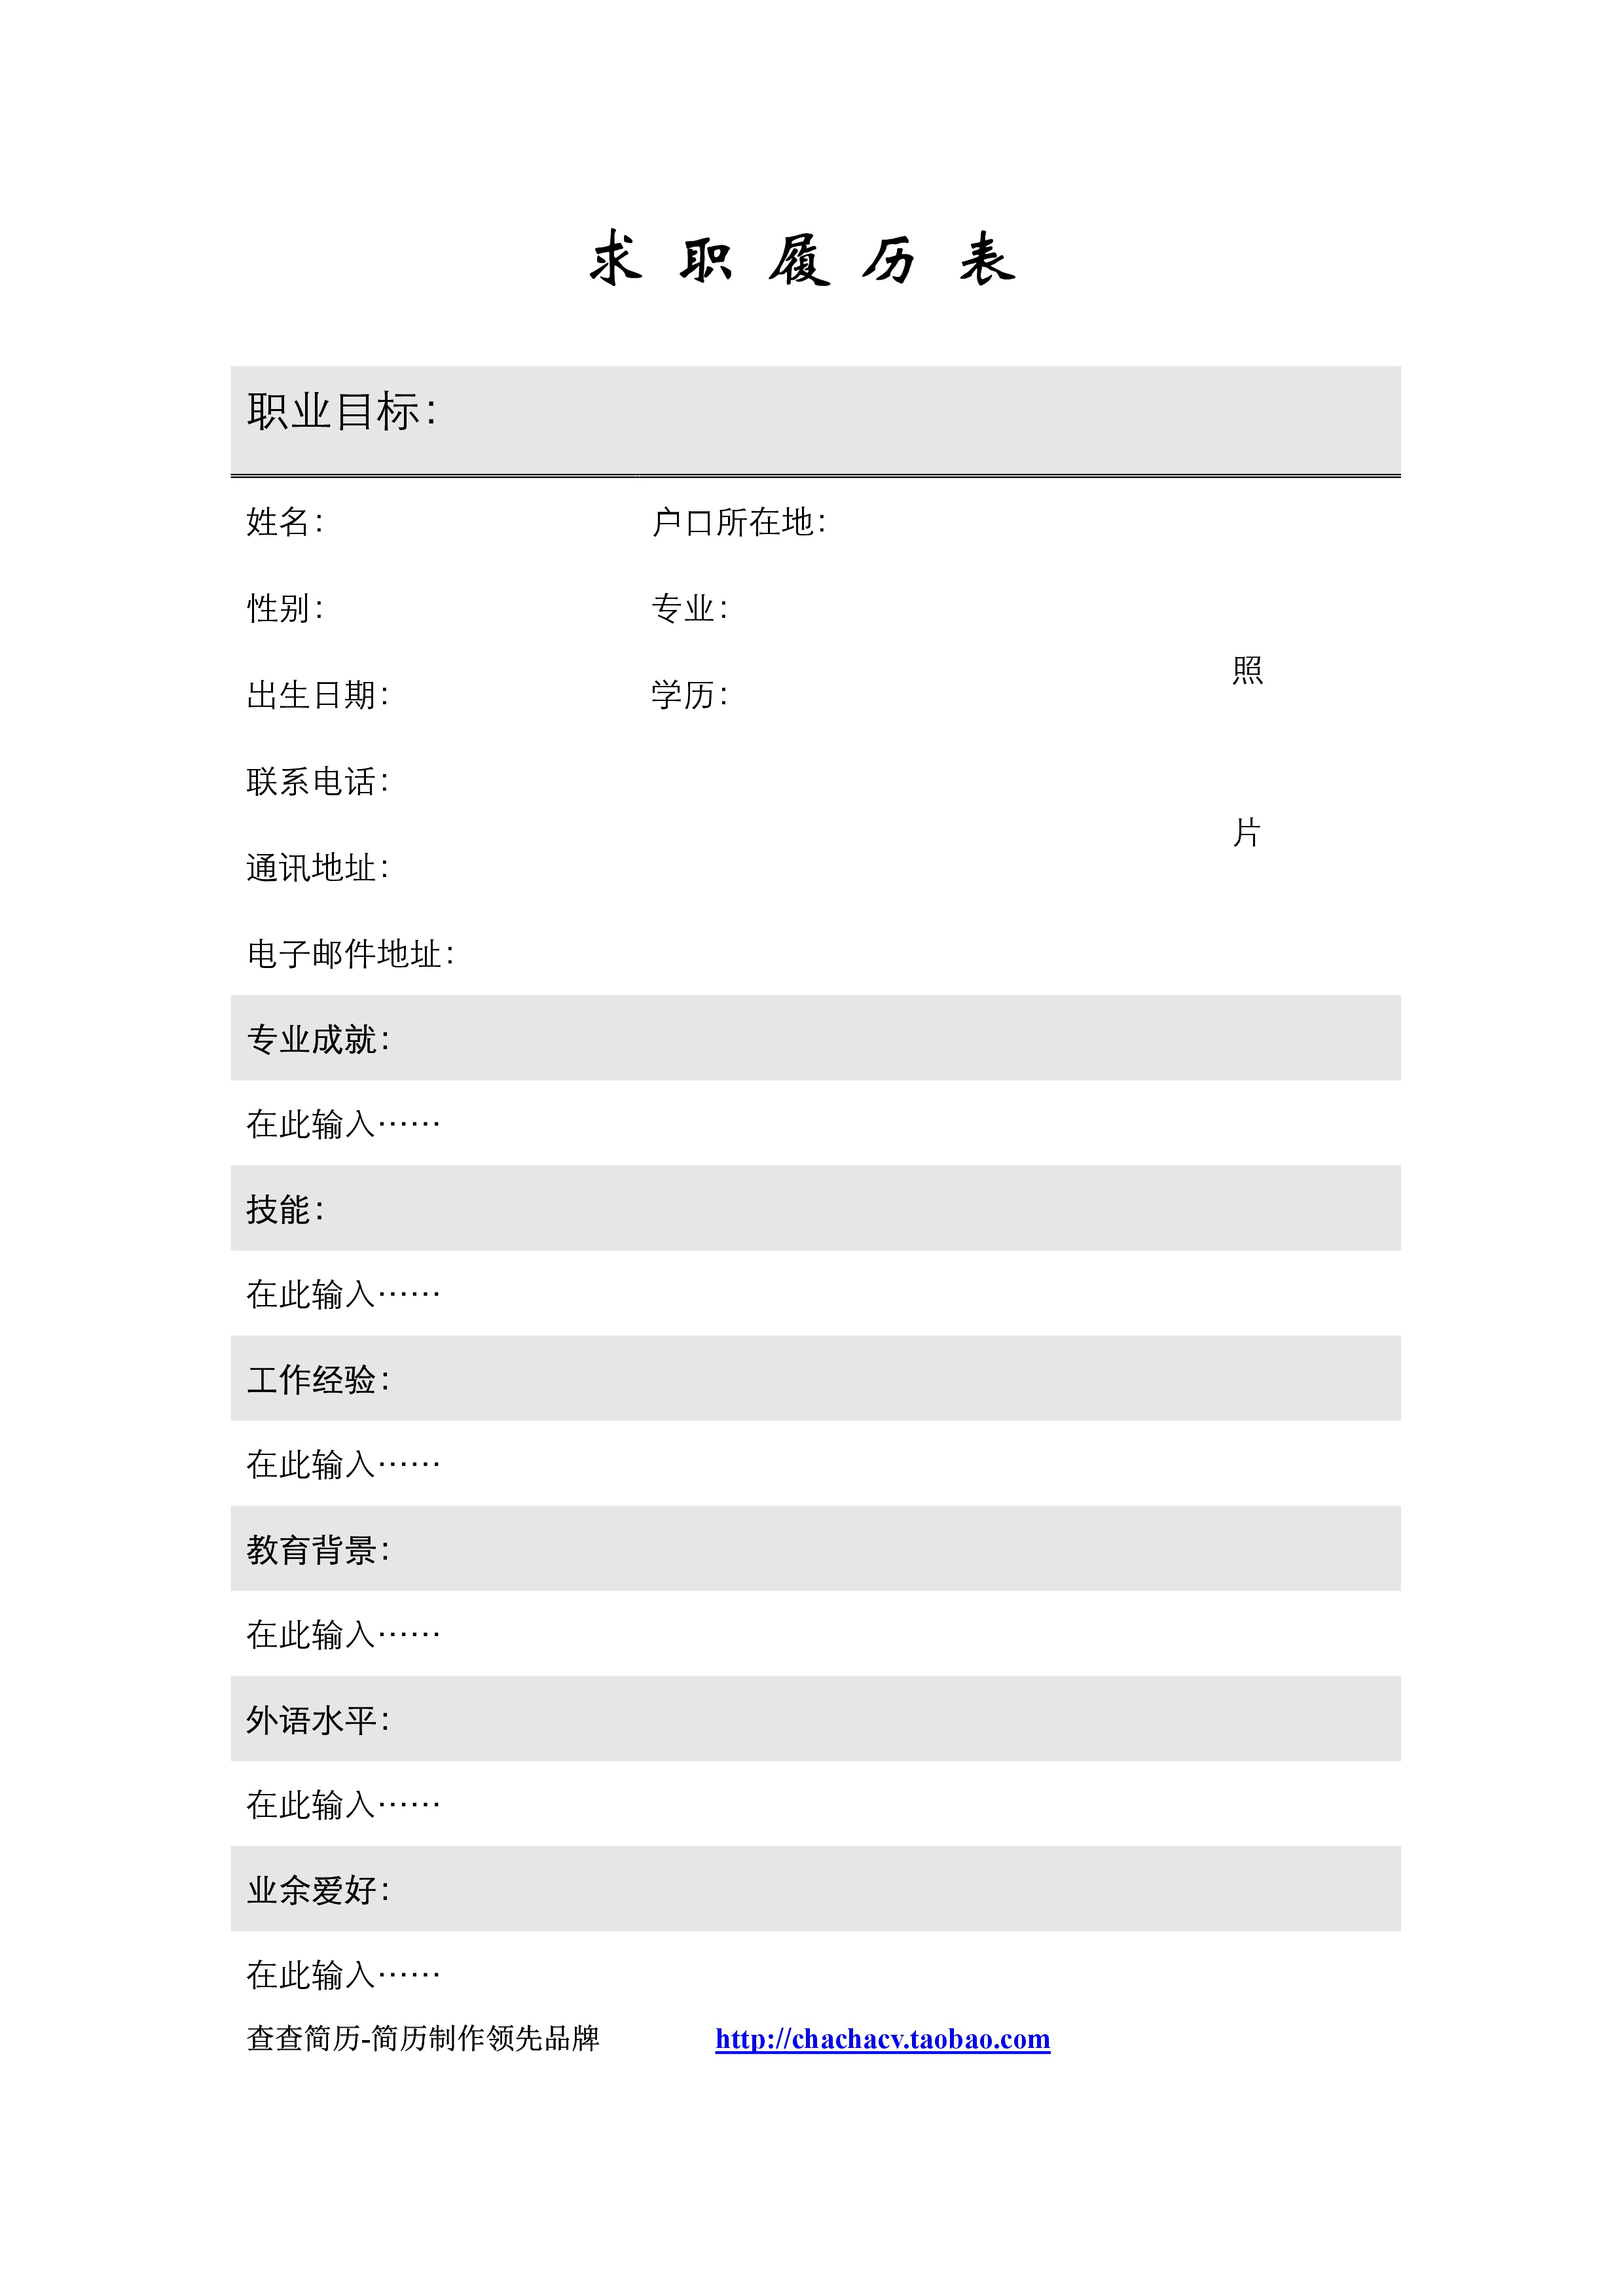 求 职 履 历 表
职业目标：
姓名： 户口所在地：
性别： 专业：
照
出生日期： 学历：
联系电话：
片
通讯地址：
电子邮件地址：
专业成就：
在此输入……
技能：
在此输入……
工作经验：
在此输入……
教育背景：
在此输入……
外语水平：
在此输入……
业余爱好：
在此输入……
查查简历-简历制作领先品牌 http://chachacv.taobao.com